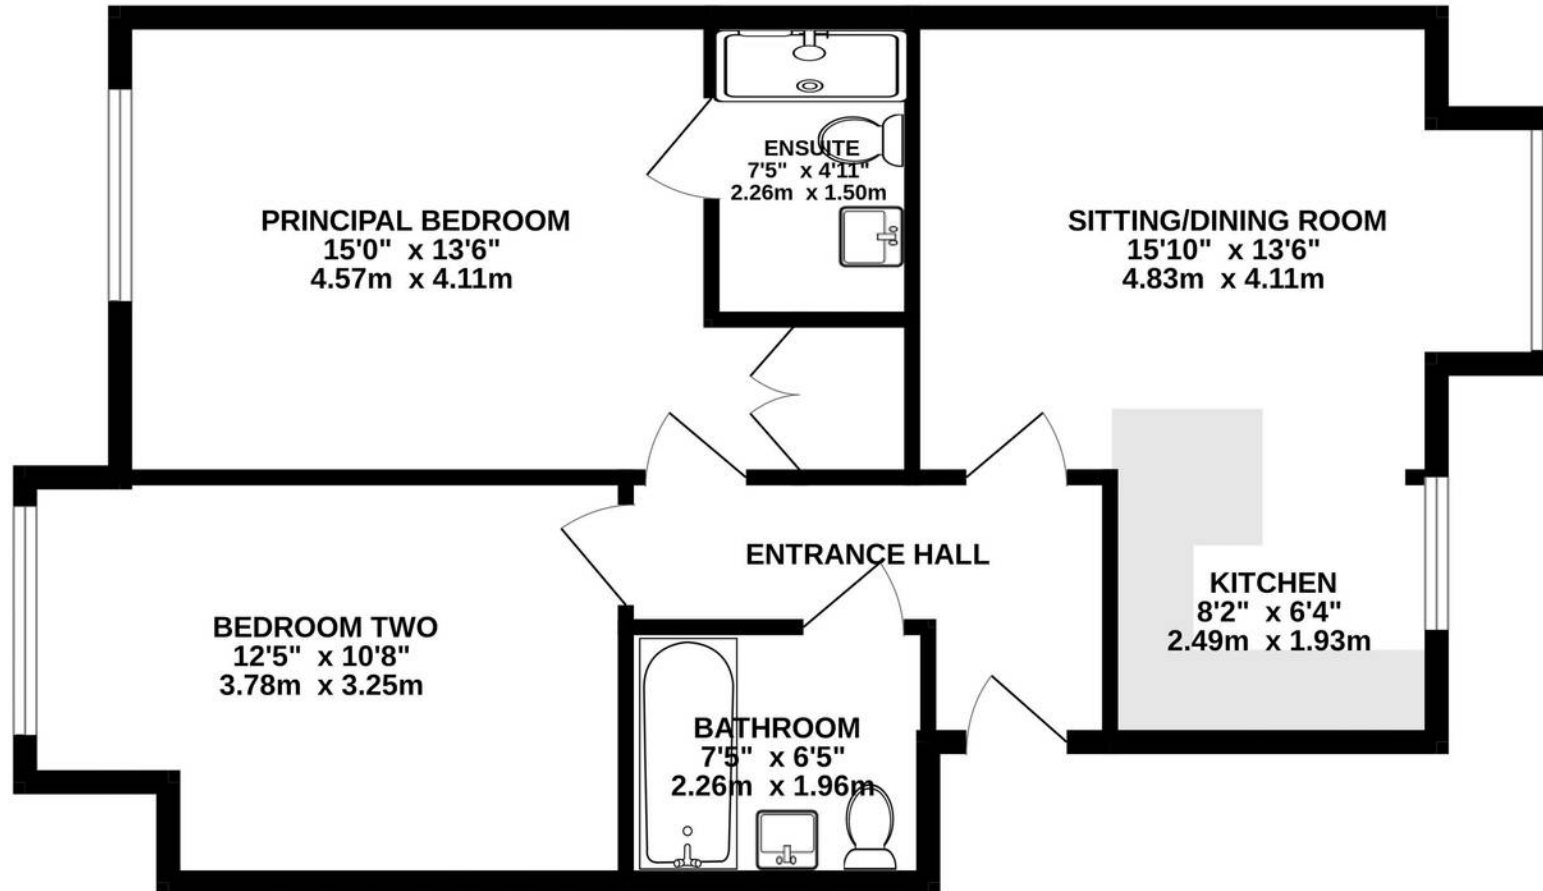 PRINCIPAL BEDROOM
15'0" x 13'6"
4.57m x 4.11m
ENSUITE
7'5" x 4'11"
2.26m x 1.50m
SITTING/DINING ROOM
15'10" x 13'6"
4.83m x 4.11m
ENTRANCE HALL
BEDROOM TWO
12'5" x 10'8"
3.78m x 3.25m
KITCHEN
8'2" x 6'4"
2.49m x 1.93m
BATHROOM
7'5" x 6'5"
2.26m x 1.96m